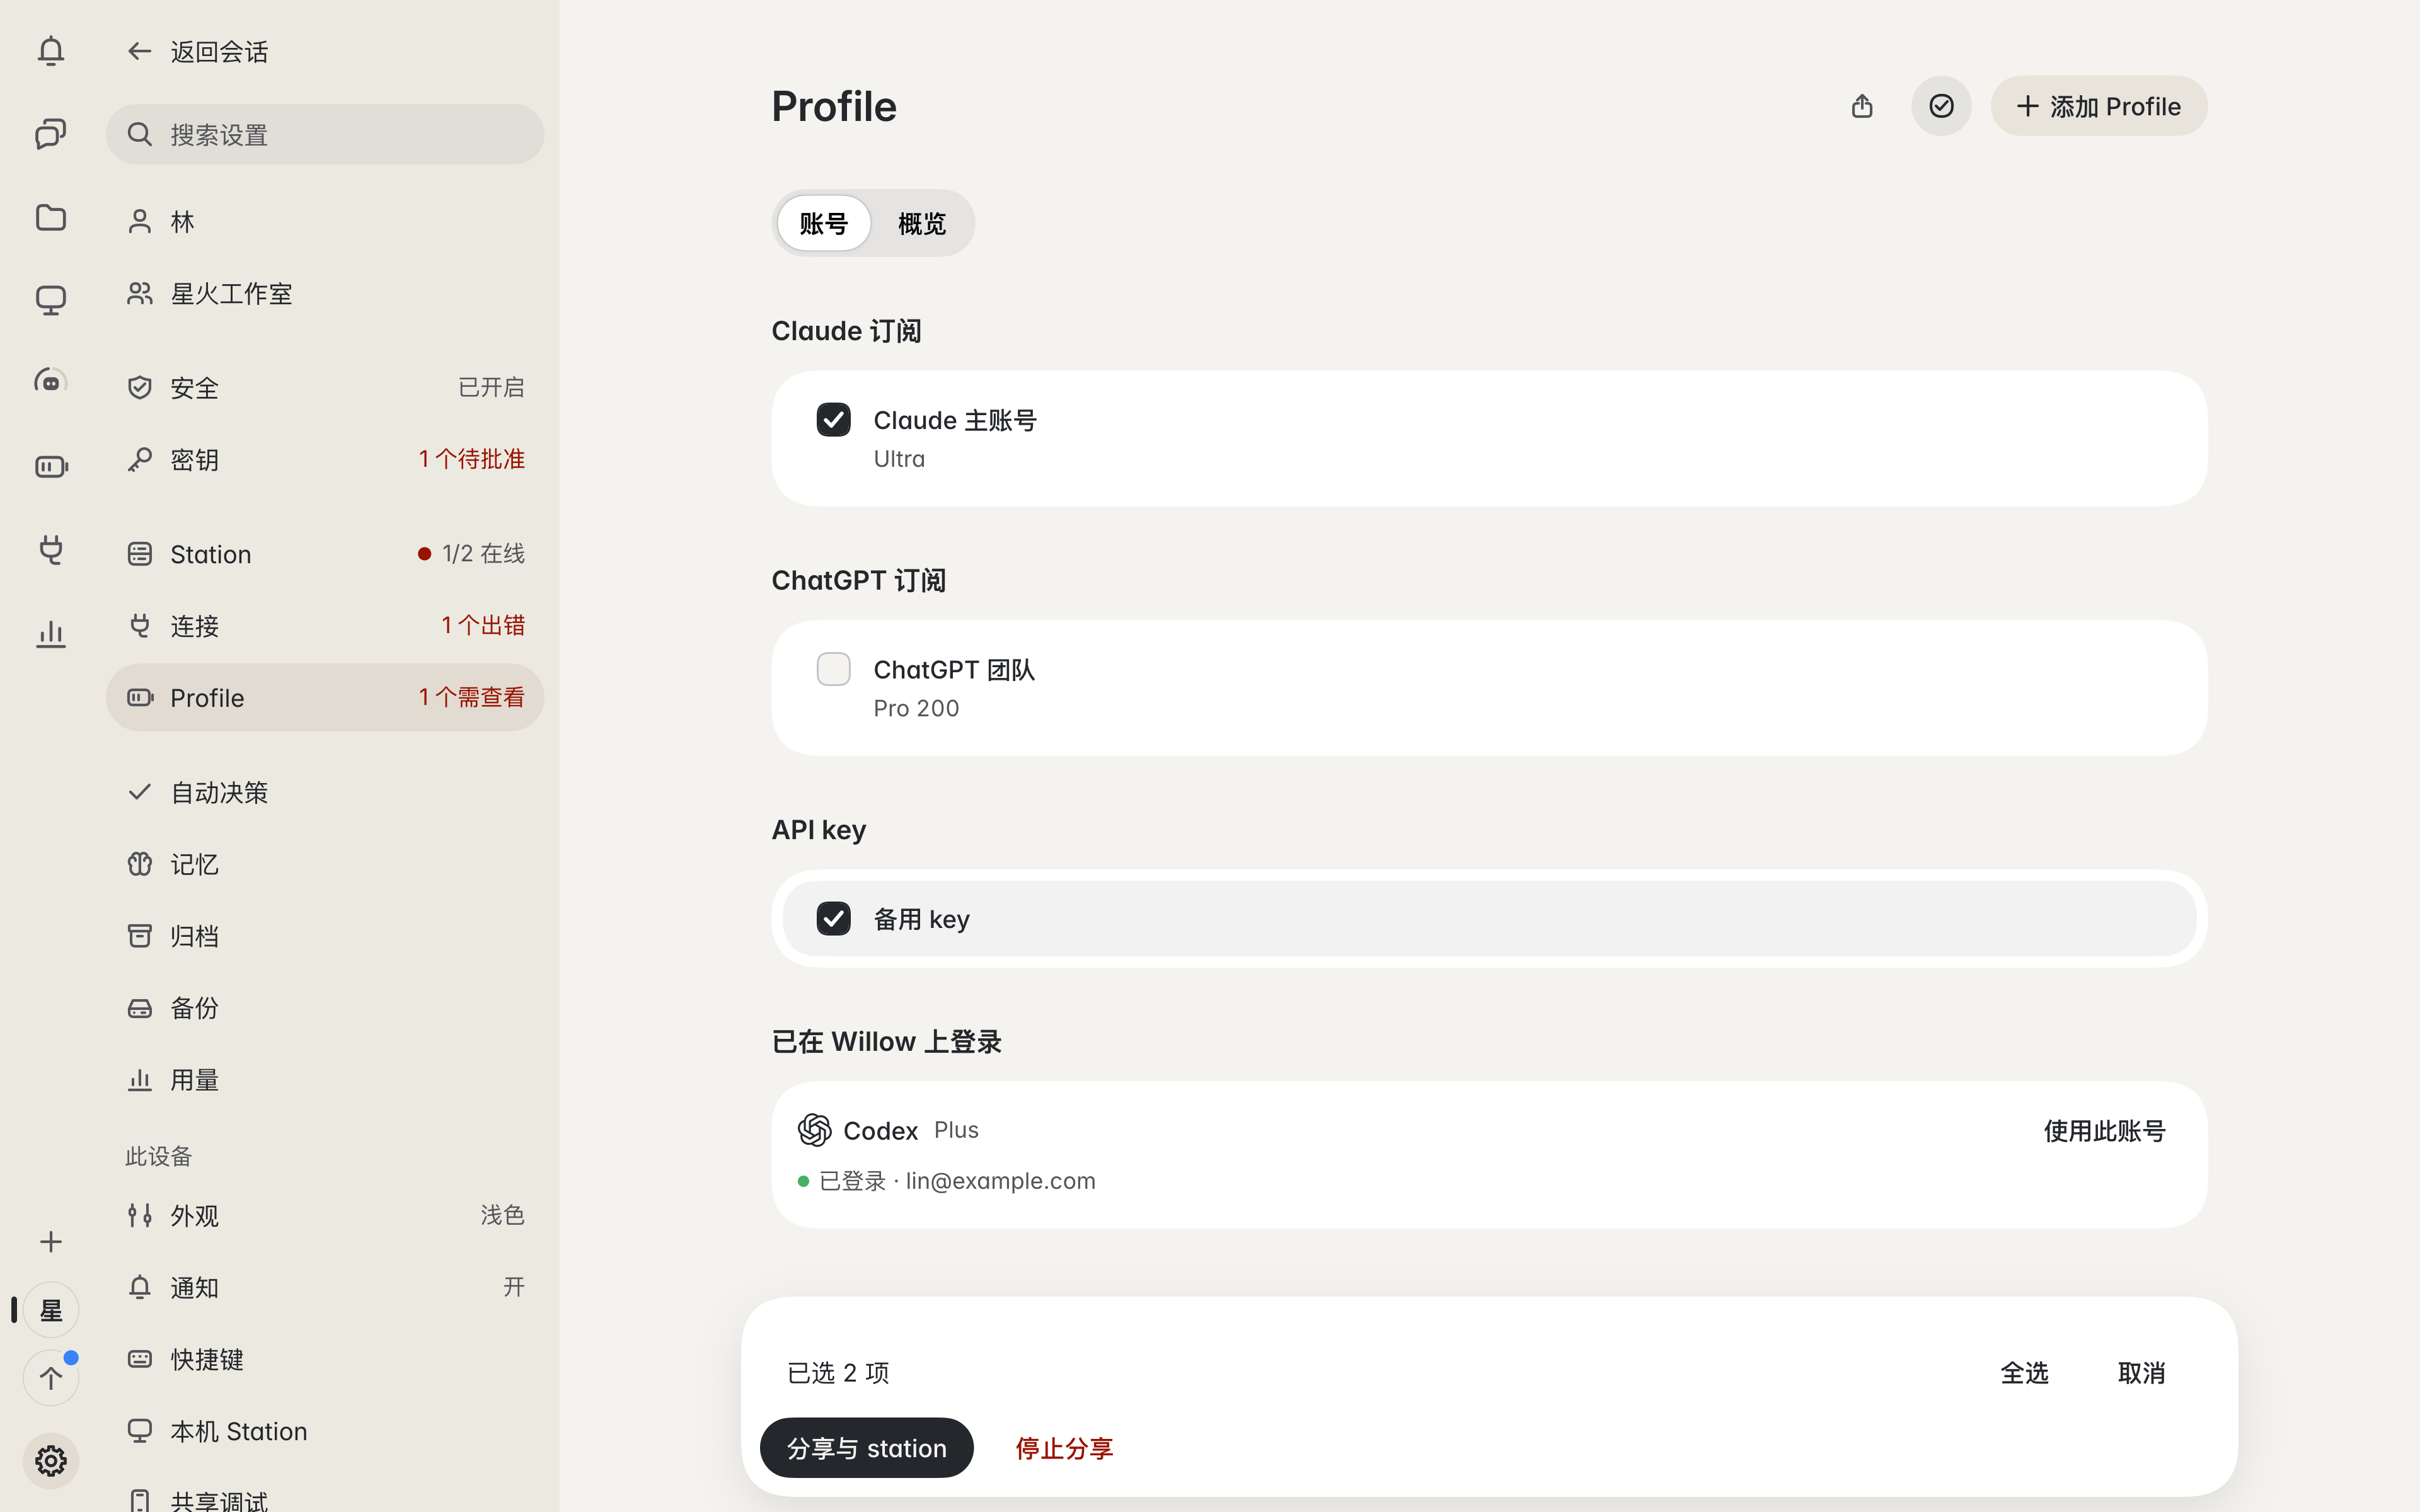 返回会话
搜索设置
林
星火工作室
安全 已开启
密钥 1 个待批准
Station 1/2 在线
连接 1 个出错
Profile 1 个需查看
自动决策
记忆
归档
备份
用量
此设备
外观 浅色
通知 开
快捷键
本机 Station
共享调试
星
个
Profile
添加 Profile
账号 概览
Claude 订阅
Claude 主账号
Ultra
ChatGPT 订阅
ChatGPT 团队
Pro 200
API key
备用 key
已在 Willow 上登录
Codex Plus 使用此账号
已登录 · lin@example.com
已选 2 项 全选 取消
分享与 station 停止分享